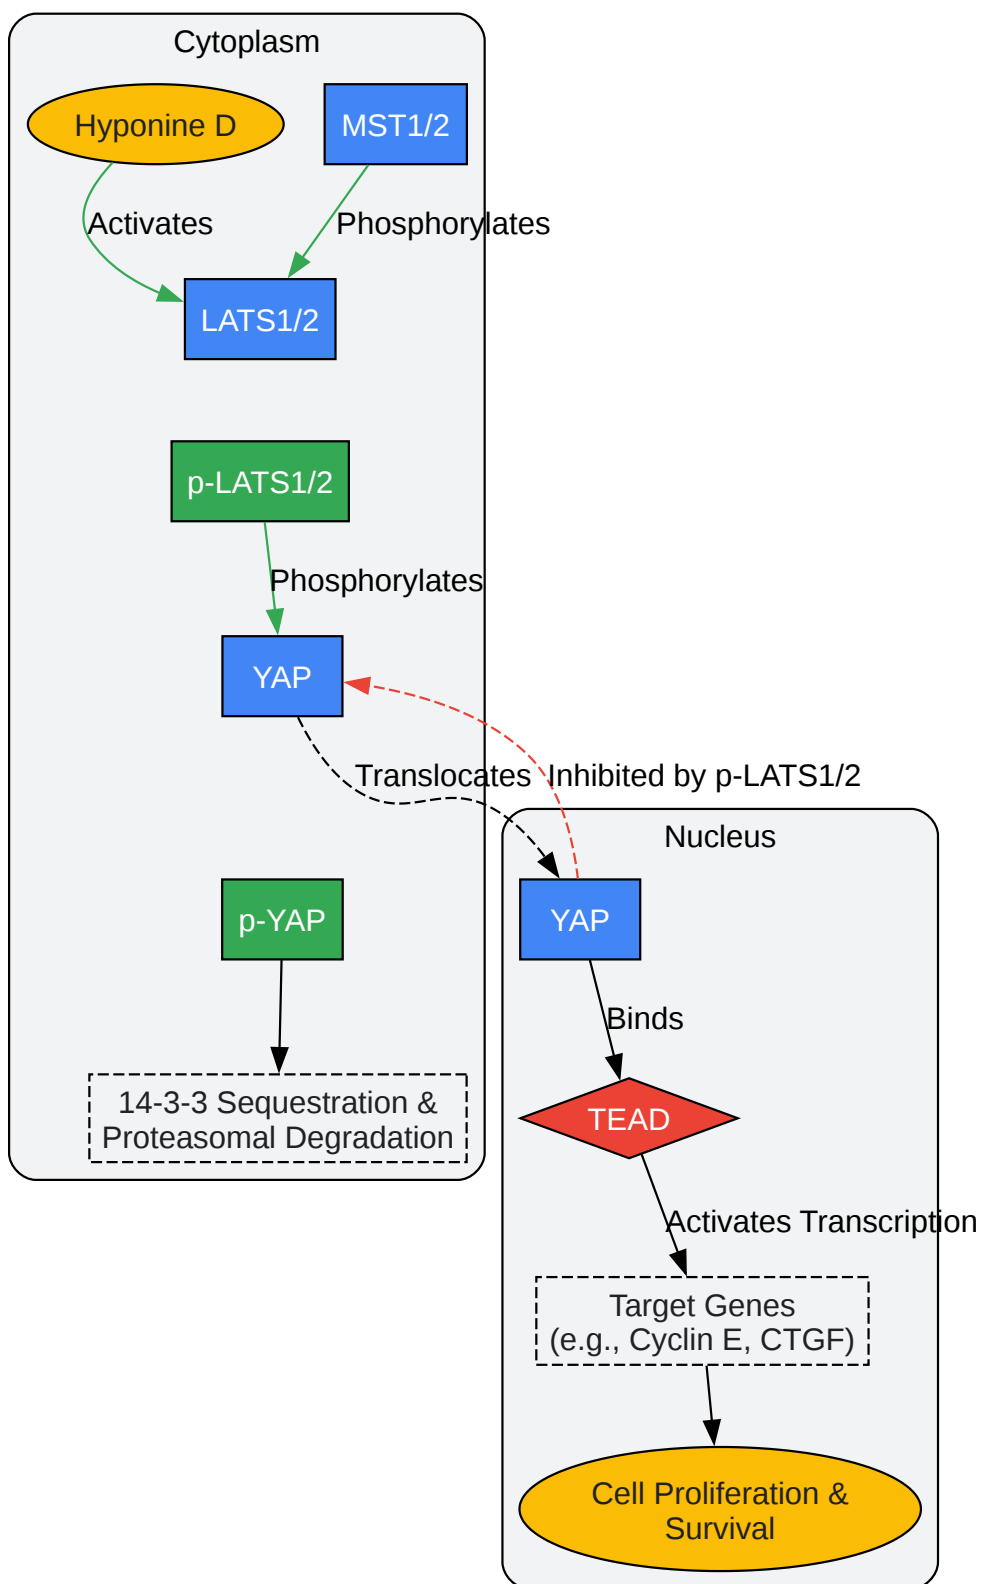 Cytoplasm
Hyponine D
MST1/2
Activates
Phosphorylates
LATS1/2
p-LATS1/2
Phosphorylates
YAP
Translocates
Inhibited by p-LATS1/2
Nucleus
p-YAP
YAP
Binds
14-3-3 Sequestration &
Proteasomal Degradation
TEAD
Activates Transcription
Target Genes
(e.g., Cyclin E, CTGF)
Cell Proliferation &
Survival